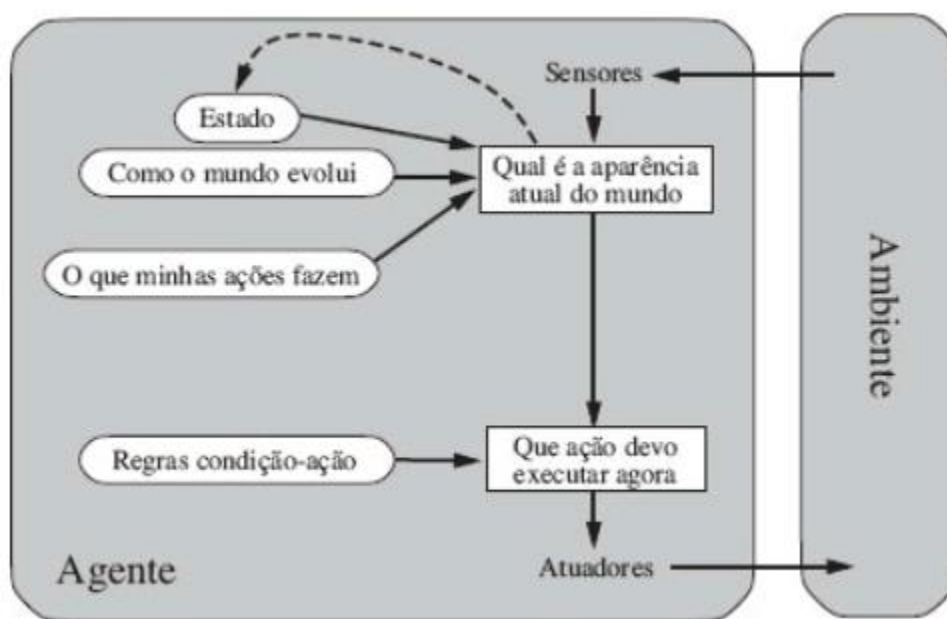 Sensores
Estado
Qual é a aparência
atual do mundo
Como o mundo evolui
O que minhas ações fazem
Ambiente
Regras condição-ação
Que ação devo
executar agora
Agente
Atuadores